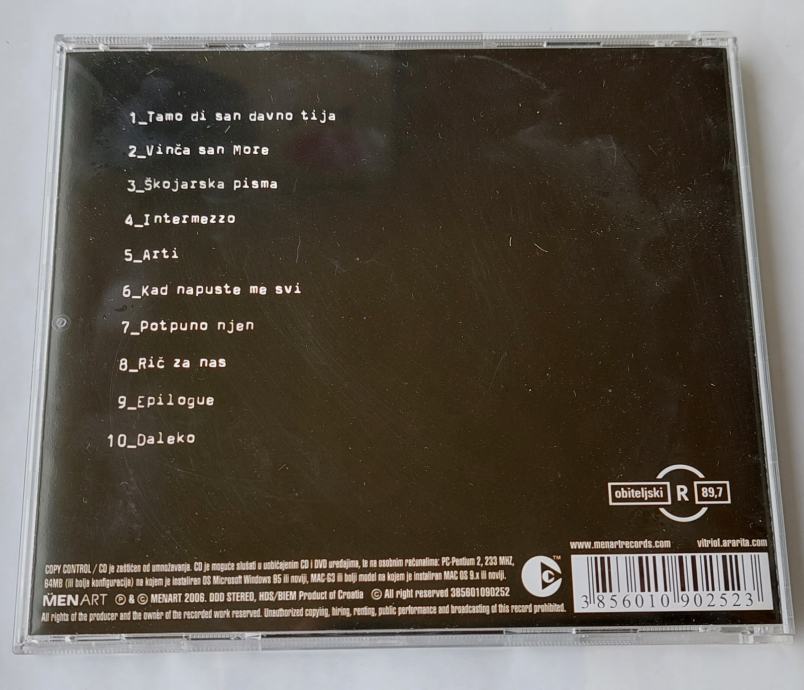 1_Tamo di san davno tija
2_Vinča san More
3_Škojarska pisma
4_Intermezzo
5_Arti
6_Kad napuste me svi
7_Potpuno njen
8_Rič za nas
9_Epilogue
10_Daleko
obiteljski R 89,7
www.menartrecords.com vitriol.ararita.com
COPY CONTROL / CD je zaštićen od umnožavanja. CD je moguće slušati u uobičajenim CD i DVD uređajima, te na osobnim računalima: PC-Pentium 2, 233 MHZ,
64MB (ili bolja konfiguracija) na kojem je instaliran OS Microsoft Windows 95 ili noviji, MAC-G3 ili bolji model na kojem je instaliran MAC OS 9.x ili noviji.
MENART ℗ & © MENART 2006. DDD STEREO, HDS/BIEM Product of Croatia © All right reserved 385601090252
All rights of the producer and the owner of the recorded work reserved. Unauthorized copying, hiring, renting, public performance and broadcasting of this record prohibited.
C ™
3 856010 902523